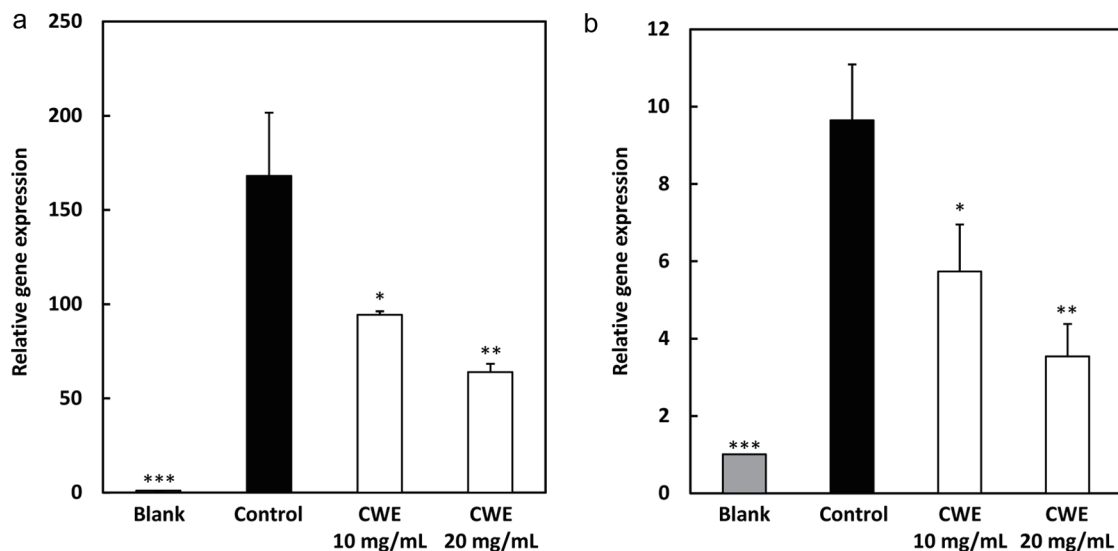 a
Relative gene expression
250
200
150
100
50
0
***
*
**
Blank
Control
CWE
10 mg/mL
CWE
20 mg/mL
b
Relative gene expression
12
10
8
6
4
2
0
***
*
**
Blank
Control
CWE
10 mg/mL
CWE
20 mg/mL